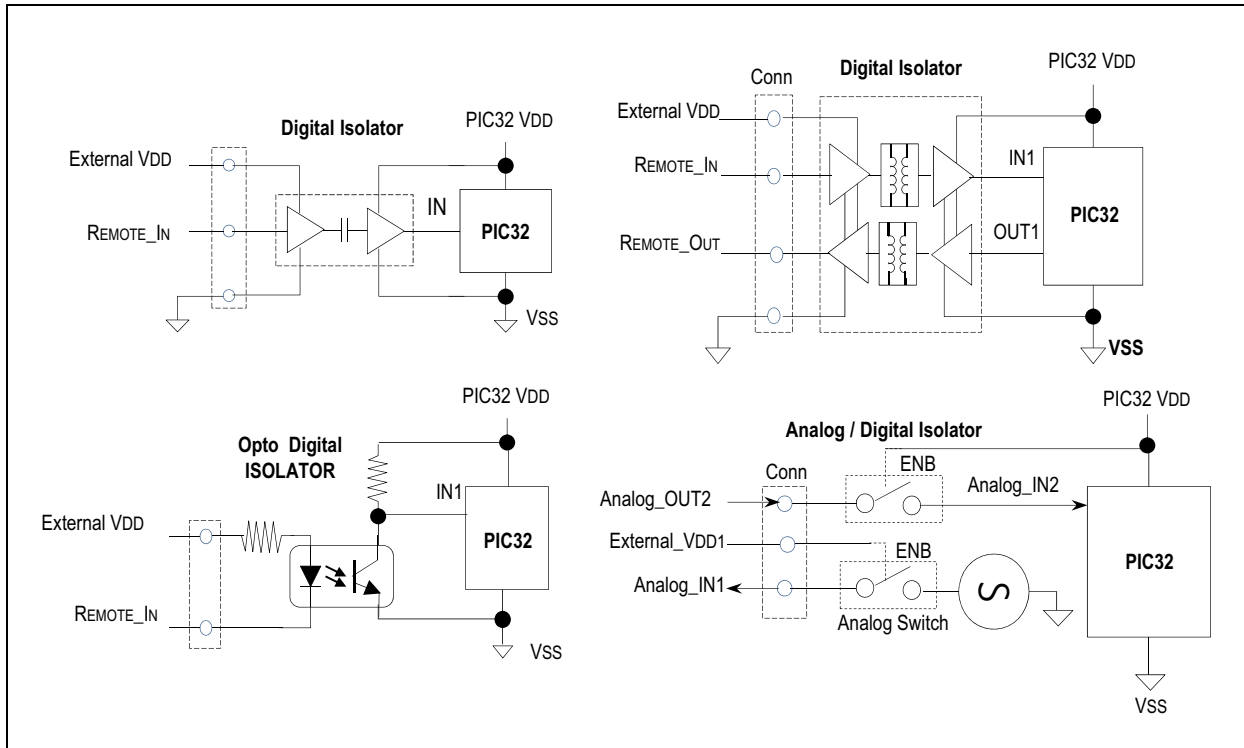 Digital Isolator
PIC32 VDD
External VDD
REMOTE_IN
IN
PIC32
VSS
Conn
Digital Isolator
PIC32 VDD
External VDD
REMOTE_IN
IN1
PIC32
REMOTE_OUT
OUT1
VSS
Opto Digital
ISOLATOR
PIC32 VDD
IN1
External VDD
PIC32
REMOTE_IN
VSS
PIC32 VDD
Analog / Digital Isolator
Conn
ENB
Analog_OUT2
Analog_IN2
External_VDD1
ENB
PIC32
Analog_IN1
S
Analog Switch
VSS